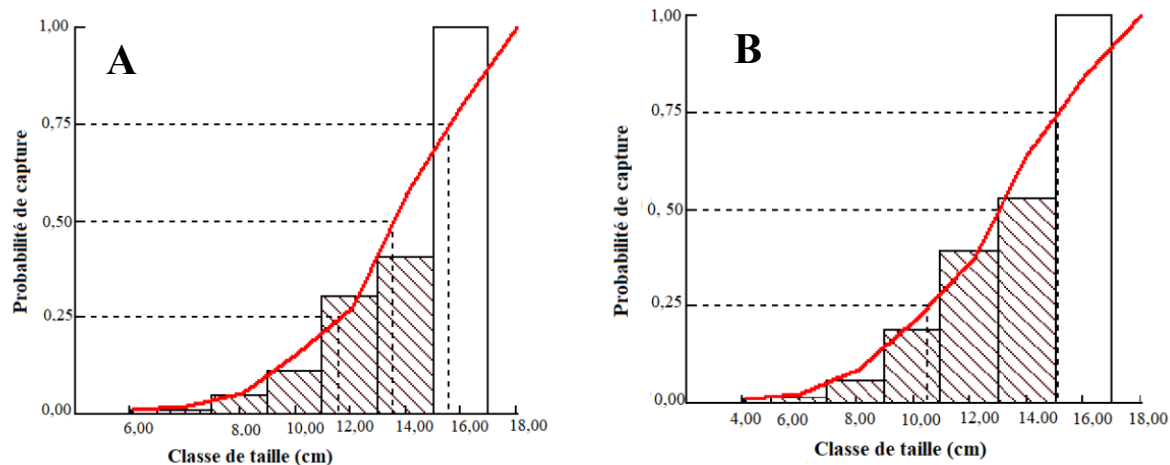 A
Probabilité de capture
1,00
0,75
0,50
0,25
0,00
6,00 8,00 10,00 12,00 14,00 16,00 18,00
Classe de taille (cm)
B
Probabilité de capture
1,00
0,75
0, 50
0,25
0,00
4,00 6,00 8,00 10,00 12,00 14.00 16,00 18,00
Classe de taille (cm)